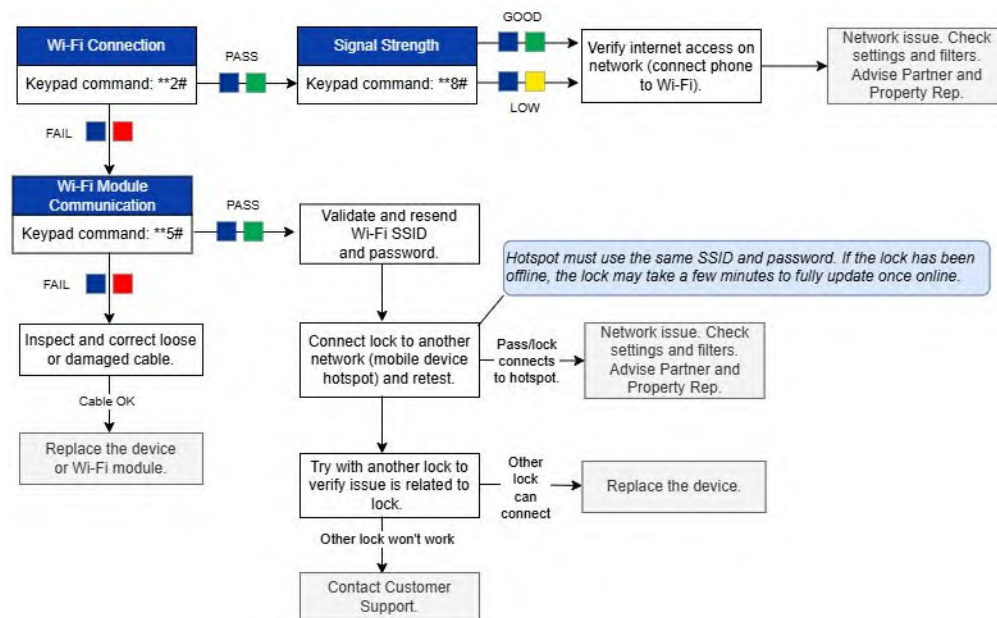 GOOD
Wi-Fi Connection
Keypad command: **2#
PASS
Signal Strength
Keypad command: **8#
LOW
Verify internet access on
network (connect phone
to Wi-Fi).
Network issue. Check
settings and filters.
Advise Partner and
Property Rep.
FAIL
Wi-Fi Module
Communication
Keypad command: **5#
PASS
Validate and resend
Wi-Fi SSID
and password.
Hotspot must use the same SSID and password. If the lock has been
offline, the lock may take a few minutes to fully update once online.
FAIL
Inspect and correct loose
or damaged cable.
Cable OK
Replace the device
or Wi-Fi module.
Connect lock to another
network (mobile device
hotspot) and retest.
Pass/lock
connects
to hotspot.
Network issue. Check
settings and filters.
Advise Partner and
Property Rep.
Try with another lock to
verify issue is related to
lock.
Other
lock
can
connect
Replace the device.
Other lock won't work
Contact Customer
Support.